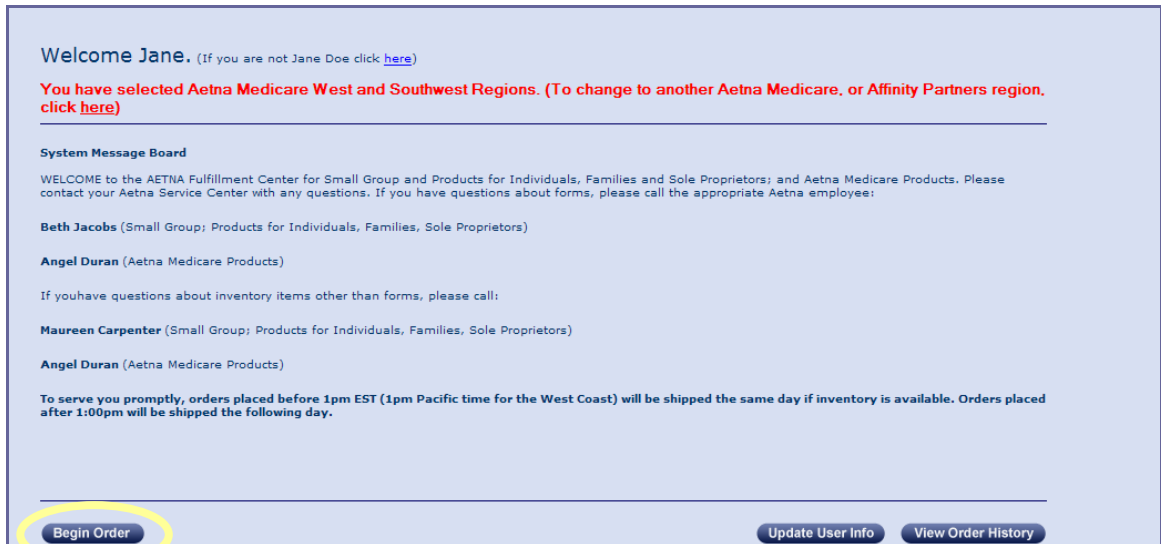 Welcome Jane. (If you are not Jane Doe click here)
You have selected Aetna Medicare West and Southwest Regions. (To change to another Aetna Medicare, or Affinity Partners region,
click here)
System Message Board
WELCOME to the AETNA Fulfillment Center for Small Group and Products for Individuals, Families and Sole Proprietors; and Aetna Medicare Products. Please
contact your Aetna Service Center with any questions. If you have questions about forms, please call the appropriate Aetna employee:
Beth Jacobs (Small Group; Products for Individuals, Families, Sole Proprietors)
Angel Duran (Aetna Medicare Products)
If youhave questions about inventory items other than forms, please call:
Maureen Carpenter (Small Group; Products for Individuals, Families, Sole Proprietors)
Angel Duran (Aetna Medicare Products)
To serve you promptly, orders placed before 1pm EST (1pm Pacific time for the West Coast) will be shipped the same day if inventory is available. Orders placed
after 1:00pm will be shipped the following day.
Begin Order Update User Info View Order History